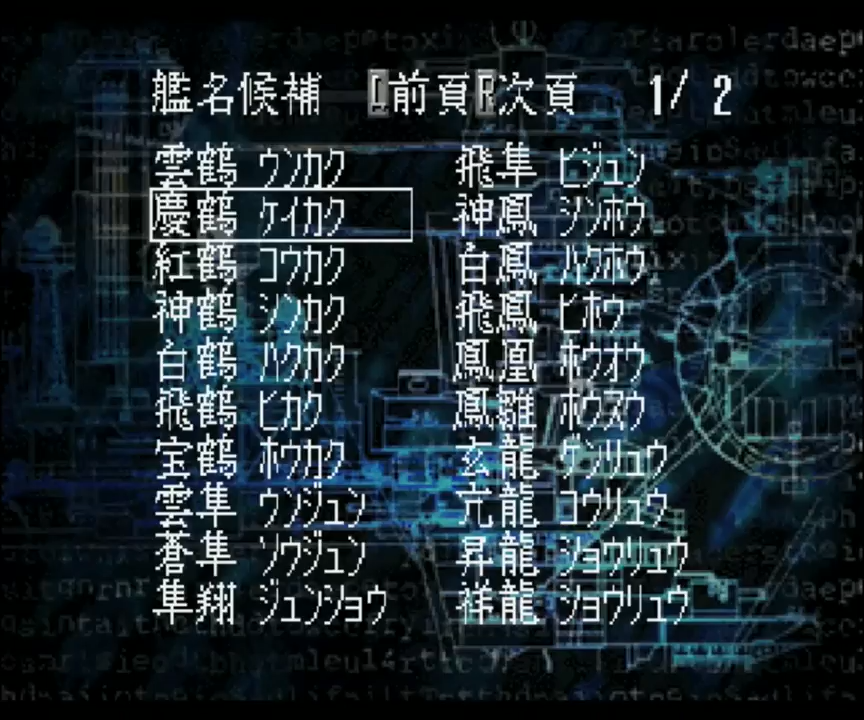 艦名候補 L前頁R次頁 1/ 2
雲鶴 ウンカク 飛隼 ヒジュン
慶鶴 ケイカク 神鳳 ジンホウ
紅鶴 コウカク 白鳳 ハクホウ
神鶴 シンカク 飛鳳 ヒホウ
白鶴 ハクカク 鳳凰 ホウオウ
飛鶴 ヒカク 鳳雛 ホウスウ
宝鶴 ホウカク 玄龍 ゲンリュウ
雲隼 ウンジュン 亢龍 コウリュウ
蒼隼 ソウジュン 昇龍 ショウリュウ
隼翔 ジュンショウ 祥龍 ショウリュウ